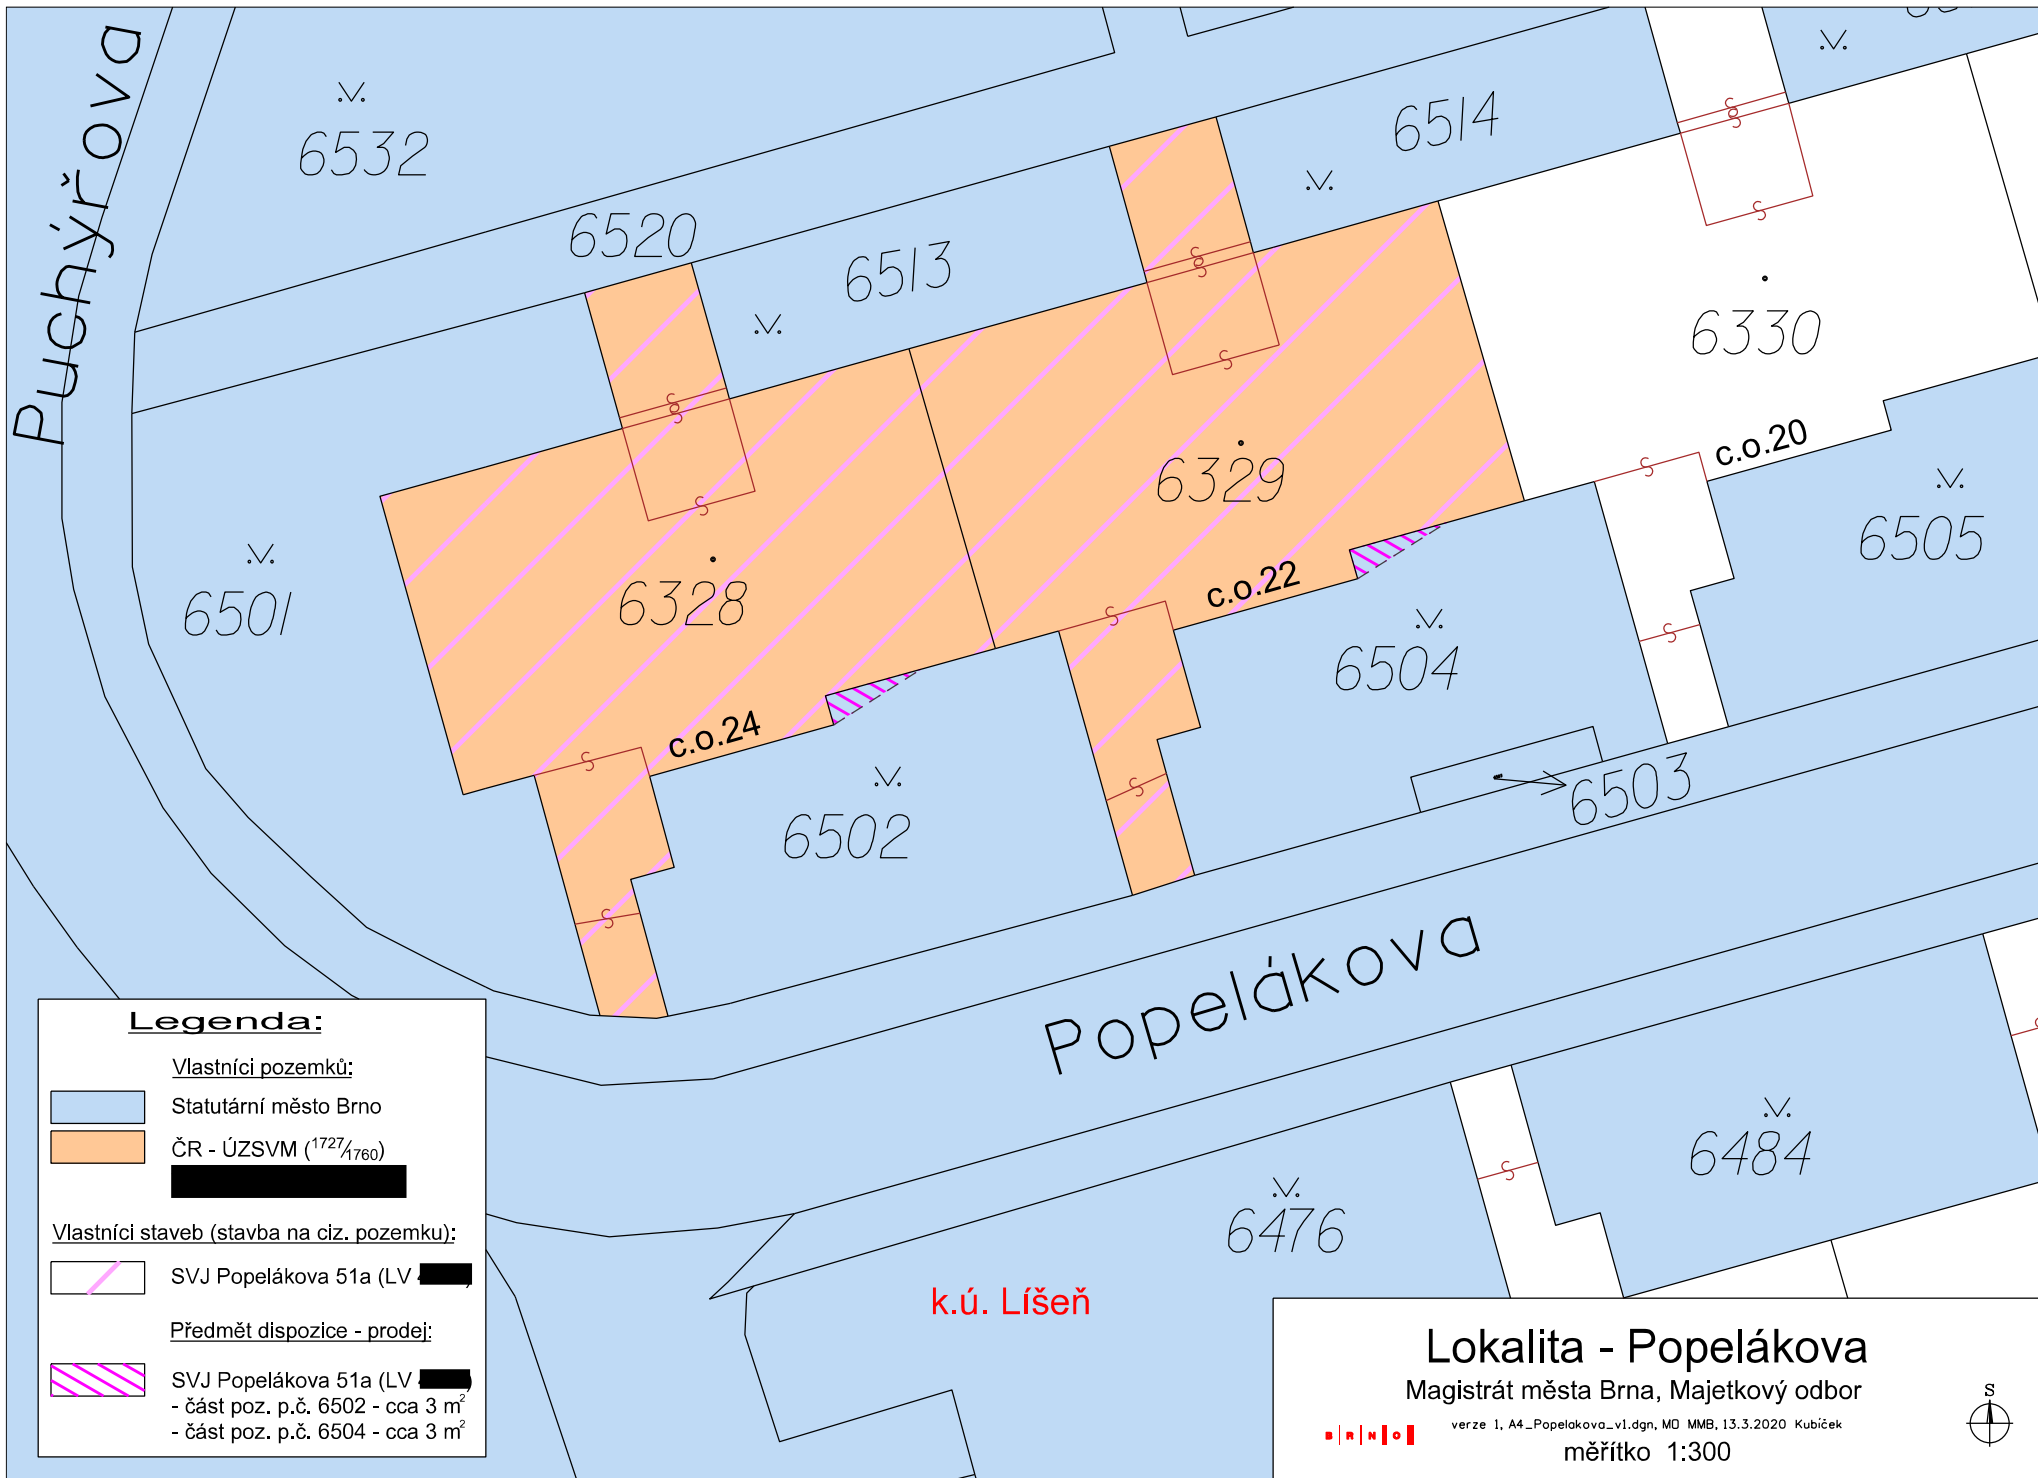 Puchýřova
6532
6520
6513
6514
6330
c.o.20
6505
6329
c.o.22
6501
6328
c.o.24
6504
6502
6503
Popelákova
6484
6476
k.ú. Líšeň
Legenda:
Vlastníci pozemků:
Statutární město Brno
ČR - ÚZSVM (1727/1760)
Vlastníci staveb (stavba na ciz. pozemku):
SVJ Popelákova 51a (LV
Předmět dispozice - prodej:
SVJ Popelákova 51a (LV
- část poz. p.č. 6502 - cca 3 m²
- část poz. p.č. 6504 - cca 3 m²
Lokalita - Popelákova
Magistrát města Brna, Majetkový odbor
verze 1, A4_Popelakova_v1.dgn, MO MMB, 13.3.2020 Kubíček
BRNO
měřítko 1:300
S